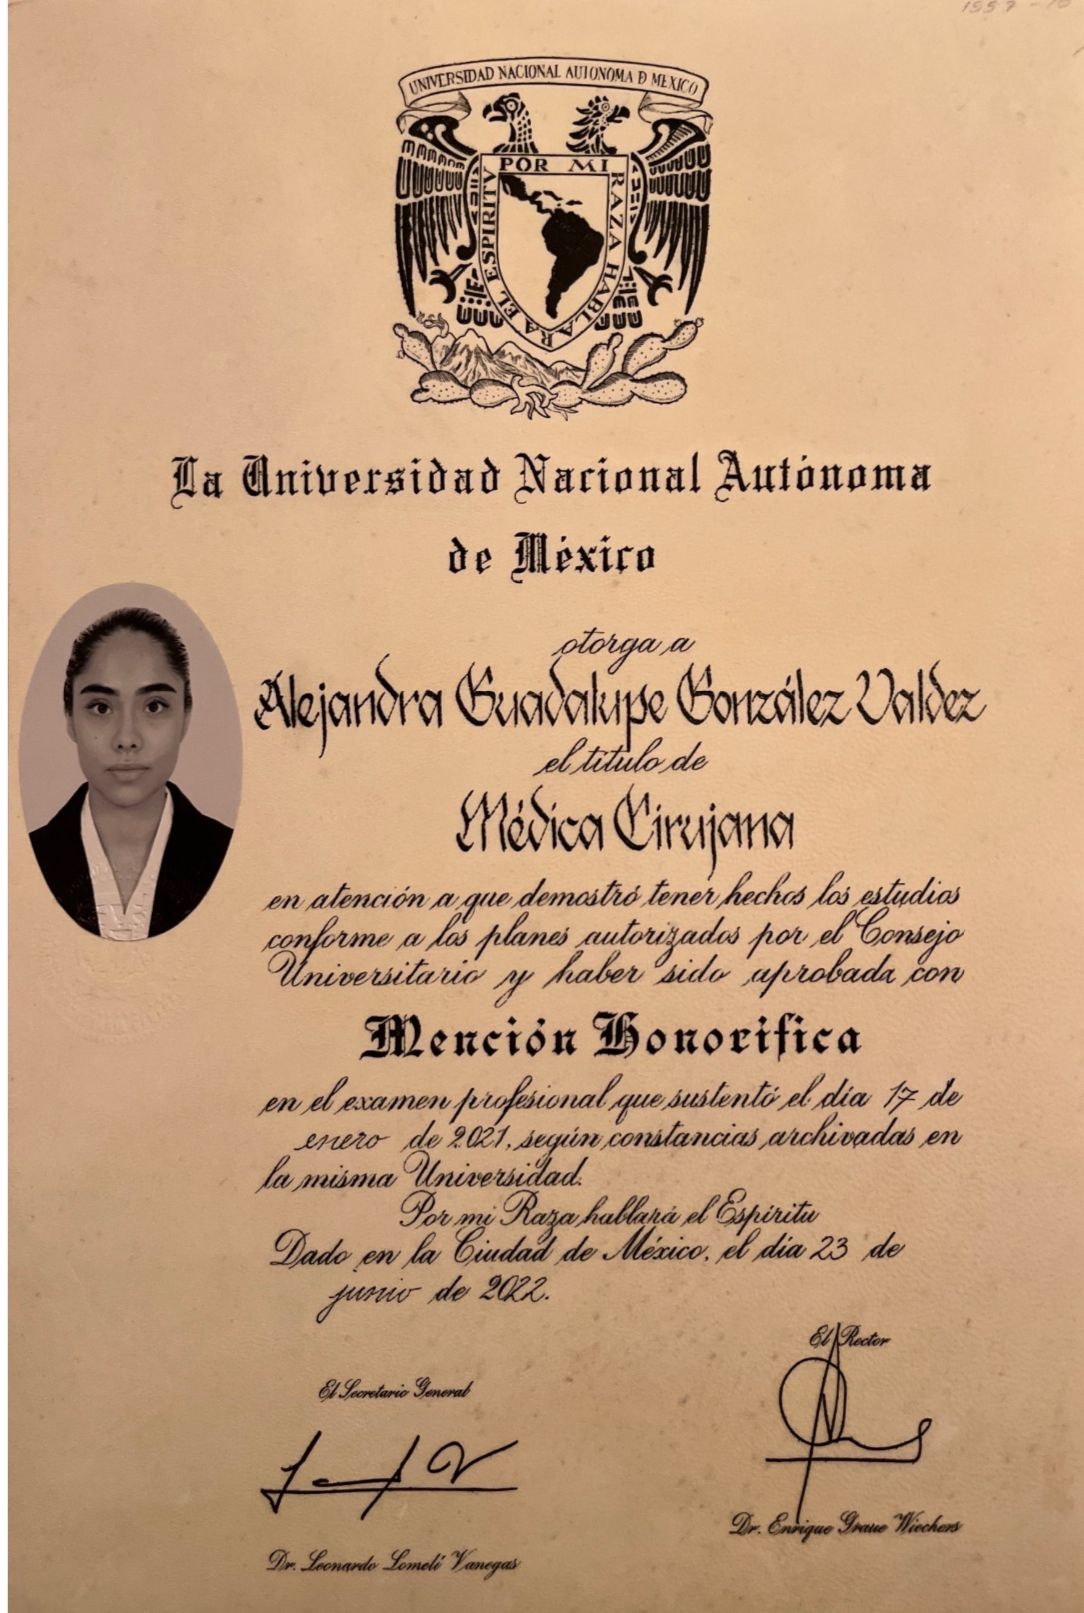 1557 - 10
UNIVERSIDAD NACIONAL AUTONOMA D MEXICO
POR MI RAZA HABLARA EL ESPIRITV
La Universidad Nacional Autónoma
de México
otorga a
Alejandra Guadalupe González Valdez
el título de
Médica Cirujana
en atención a que demostró tener hechos los estudios
conforme a los planes autorizados por el Consejo
Universitario y haber sido aprobada con
Mención Honorífica
en el examen profesional que sustentó el día 17 de
enero de 2021, según constancias archivadas en
la misma Universidad.
Por mi Raza hablará el Espíritu
Dado en la Ciudad de México, el día 23 de
junio de 2022.
El Rector
El Secretario General
Dr. Enrique Graue Wiechers
Dr. Leonardo Lomelí Vanegas